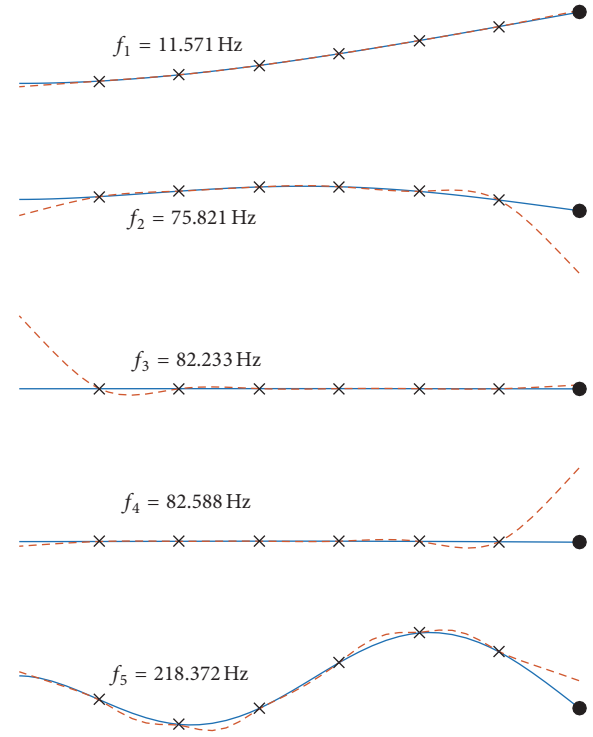 f₁ = 11.571 Hz
f₂ = 75.821 Hz
f₃ = 82.233 Hz
f₄ = 82.588 Hz
f₅ = 218.372 Hz